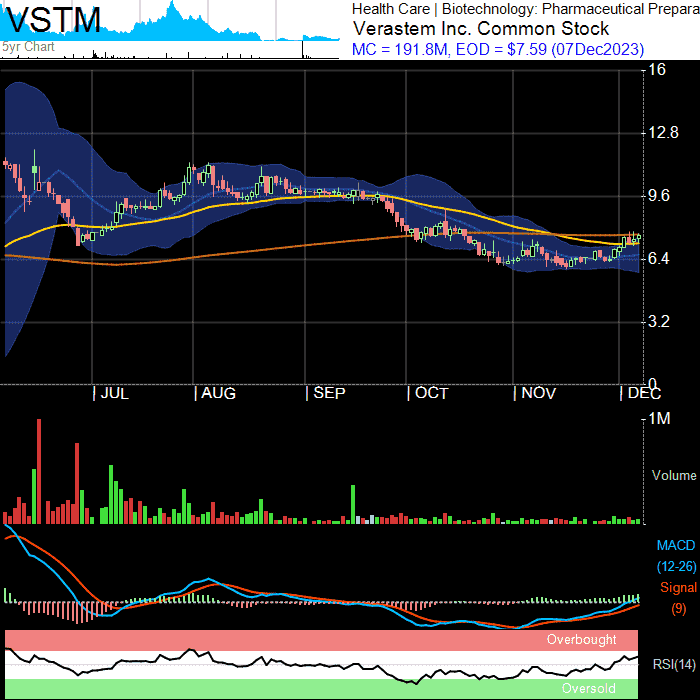 VSTM
5yr Chart
Health Care | Biotechnology: Pharmaceutical Prepara
Verastem Inc. Common Stock
MC = 191.8M, EOD = $7.59 (07Dec2023)
16
12.8
9.6
6.4
3.2
0
| JUL | AUG | SEP | OCT | NOV | DEC
1M
Volume
MACD
(12-26)
Signal
(9)
Overbought
RSI(14)
Oversold